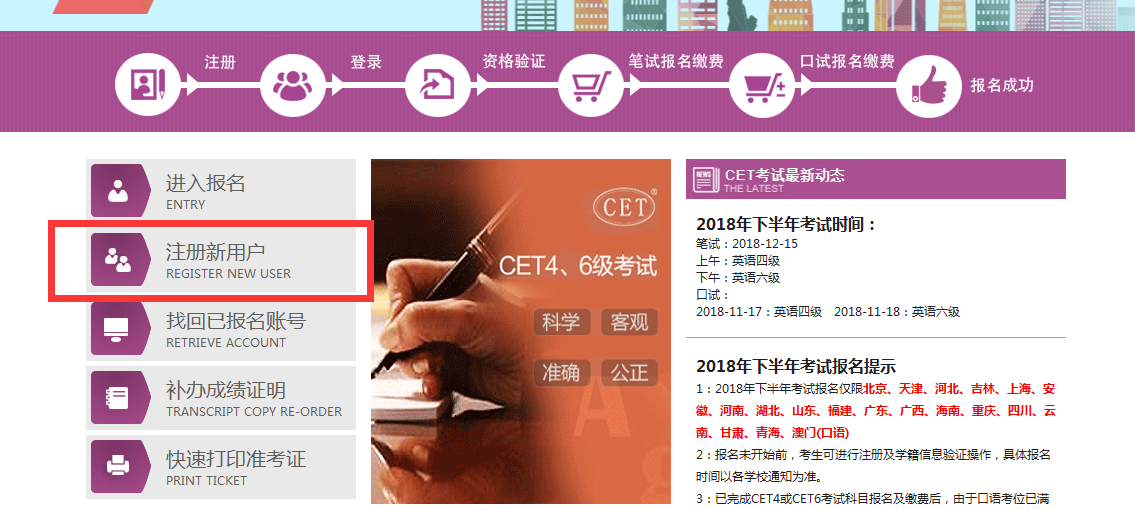 注册
登录
资格验证
笔试报名缴费
口试报名缴费
报名成功
进入报名
ENTRY
注册新用户
REGISTER NEW USER
找回已报名账号
RETRIEVE ACCOUNT
补办成绩证明
TRANSCRIPT COPY RE-ORDER
快速打印准考证
PRINT TICKET
CET®
CET4、6级考试
科学 客观
准确 公正
NEWS
CET考试最新动态
THE LATEST
2018年下半年考试时间：
笔试：2018-12-15
上午：英语四级
下午：英语六级
口试：
2018-11-17：英语四级 2018-11-18：英语六级
2018年下半年考试报名提示
1：2018年下半年考试报名仅限北京、天津、河北、吉林、上海、安
徽、河南、湖北、山东、福建、广东、广西、海南、重庆、四川、云
南、甘肃、青海、澳门(口语)
2：报名未开始前，考生可进行注册及学籍信息验证操作，具体报名
时间以各学校通知为准。
3：已完成CET4或CET6考试科目报名及缴费后，由于口语考位已满